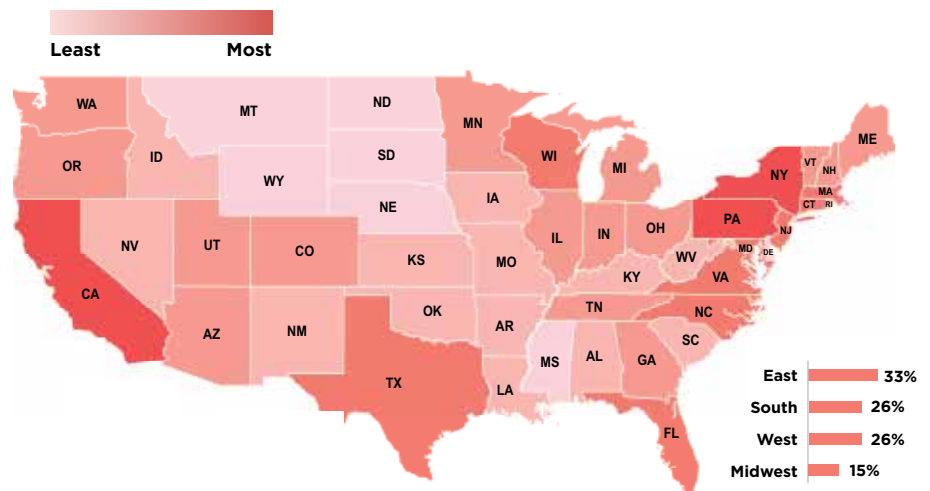 Least Most
WA
MT
ND
MN
ME
OR
ID
SD
WI
MI
VT
NH
NY
WY
MA
CT RI
NE
IA
PA
NV
UT
CO
IL
IN
OH
NJ
KS
MO
WV
MD
DE
VA
KY
CA
AZ
NM
OK
AR
TN
NC
SC
TX
LA
MS
AL
GA
FL
East 33%
South 26%
West 26%
Midwest 15%